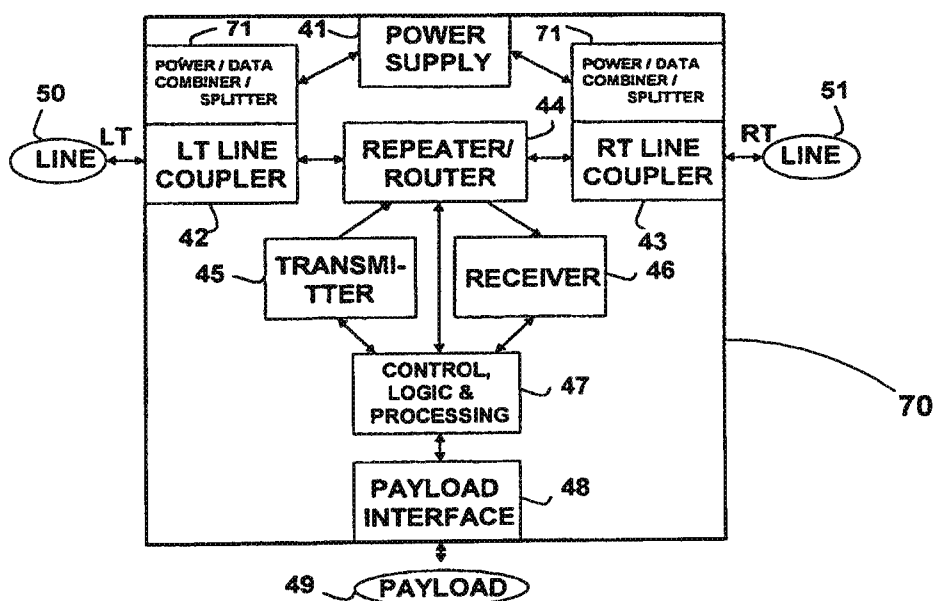 71
41
POWER
SUPPLY
71
POWER / DATA
COMBINER /
SPLITTER
POWER / DATA
COMBINER /
SPLITTER
50
LINE
LT
LT LINE
COUPLER
44
REPEATER/
ROUTER
RT LINE
COUPLER
RT
51
LINE
42
43
45
TRANSMI-
TTER
RECEIVER
46
CONTROL,
LOGIC &
PROCESSING
47
70
PAYLOAD
INTERFACE
48
49
PAYLOAD